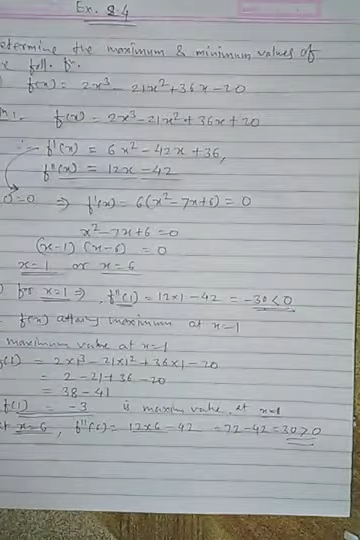 Ex. 2.4
etermine the maximum & minimum values of
foll. fn.
f(x) = 2x³ - 21x² + 36x - 20
f(x) = 2x³ - 21x² + 36x + 20
∴ f'(x) = 6x² - 42x + 36,
f''(x) = 12x - 42
=0 ⇒ f'(x) = 6(x² - 7x + 6) = 0
x² - 7x + 6 = 0
(x-1) (x-6) = 0
x = 1 or x = 6
) for x = 1 ⇒ f''(1) = 12×1 - 42 = -30 < 0
f(x) attains maximum at x = 1
maximum value at x = 1
f(1) = 2×1³ - 21×1² + 36×1 - 20
= 2 - 21 + 36 - 20
= 38 - 41
f(1) = -3 is maxim value at x=1
at x = 6, f''(6) = 12×6 - 42 = 72 - 42 = 30 > 0